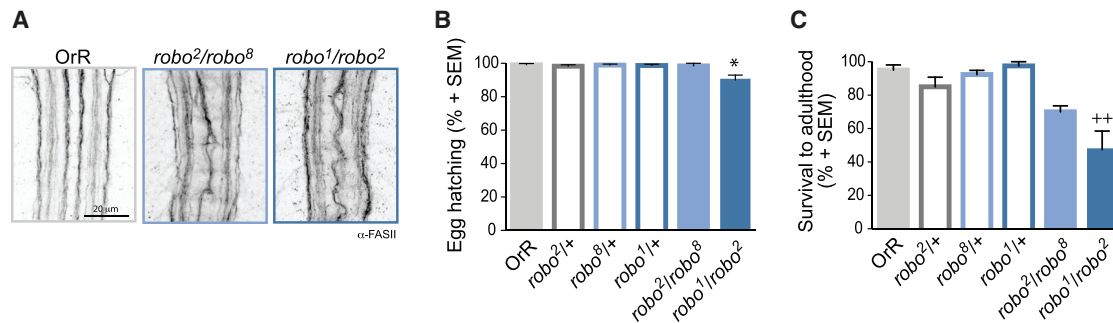 A
OrR
robo²/robo⁸
robo¹/robo²
20 µm
α-FASII
B
Egg hatching (% + SEM)
100
80
60
40
20
0
*
OrR
robo²/+
robo⁸/+
robo¹/+
robo²/robo⁸
robo¹/robo²
C
Survival to adulthood
(% + SEM)
100
80
60
40
20
0
++
OrR
robo²/+
robo⁸/+
robo¹/+
robo²/robo⁸
robo¹/robo²